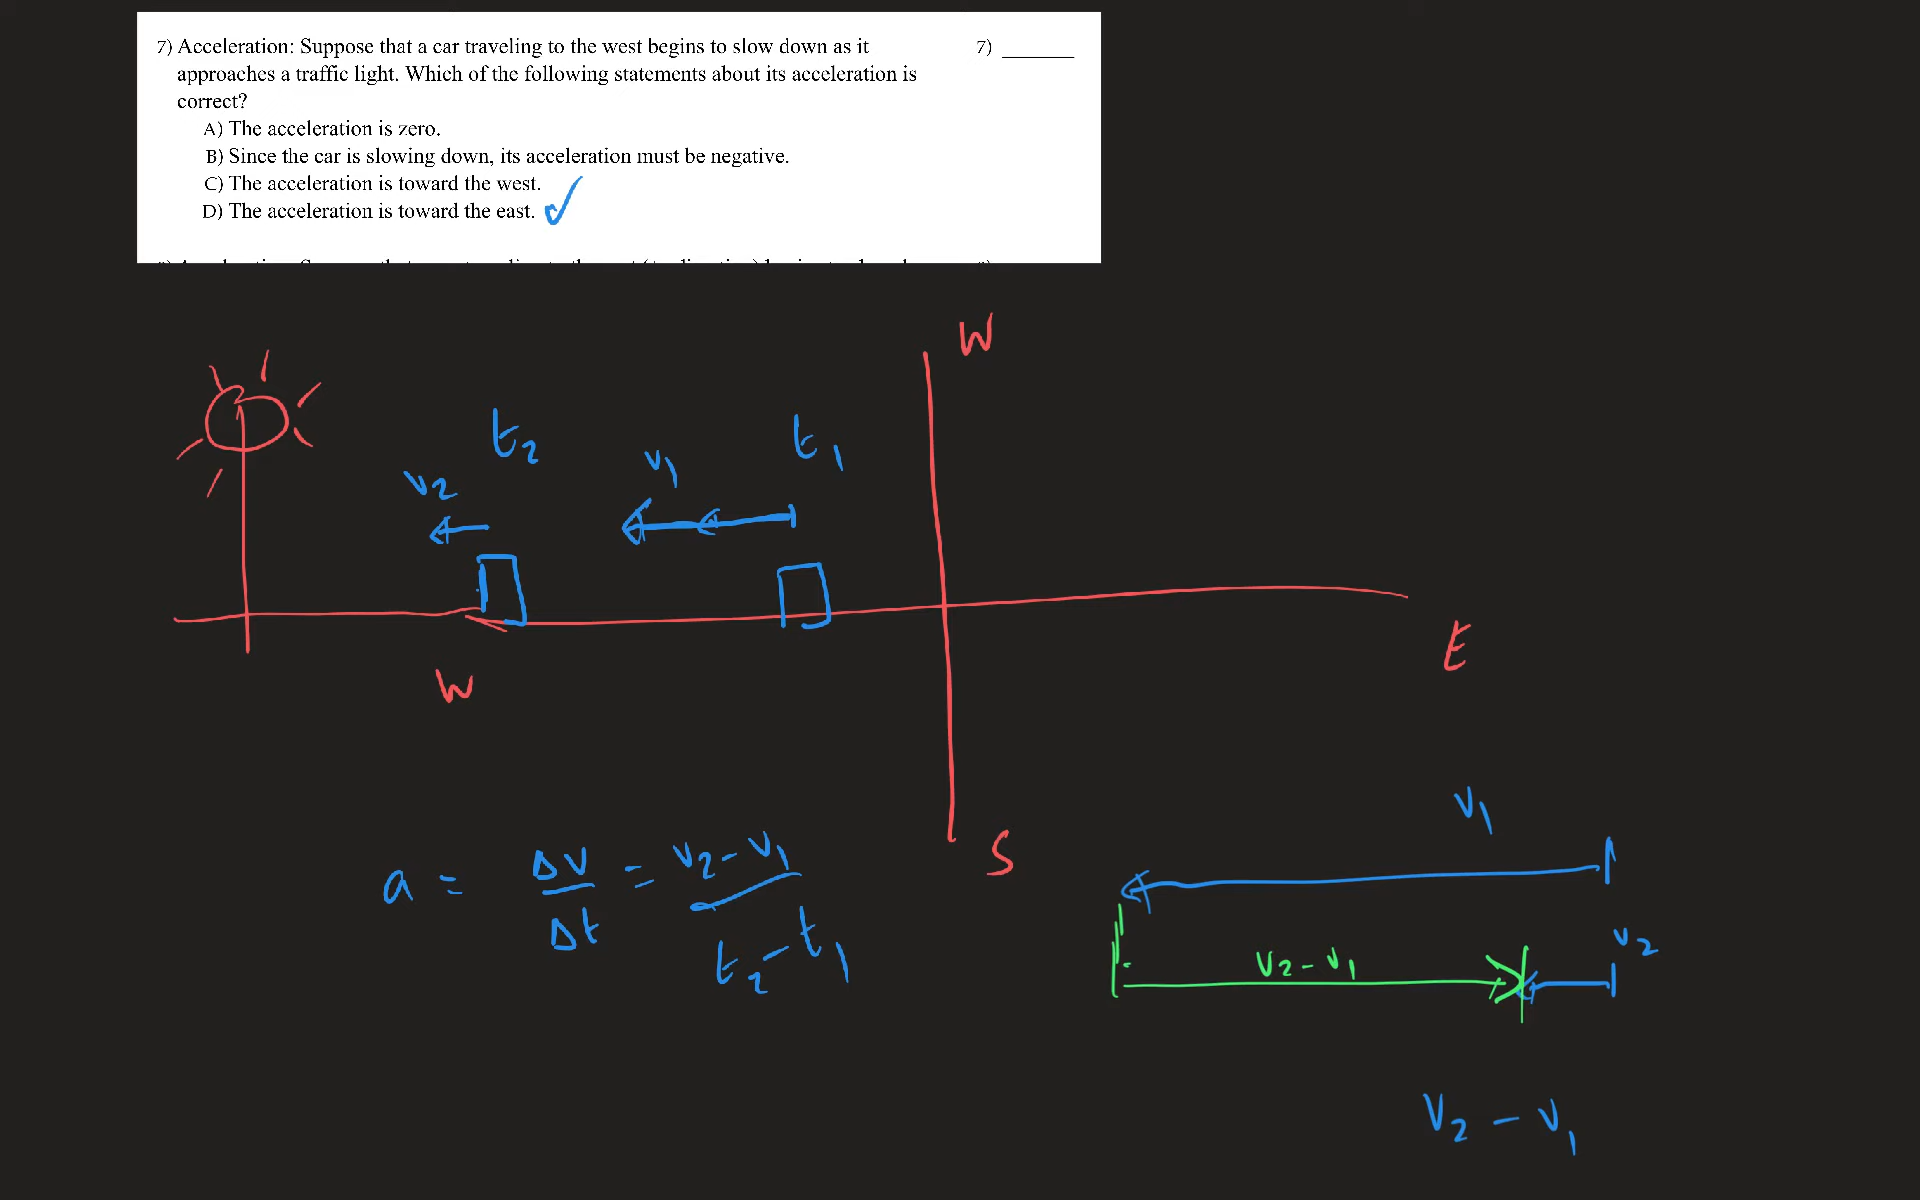 7) Acceleration: Suppose that a car traveling to the west begins to slow down as it
approaches a traffic light. Which of the following statements about its acceleration is
correct?
7) _______
A) The acceleration is zero.
B) Since the car is slowing down, its acceleration must be negative.
C) The acceleration is toward the west.
D) The acceleration is toward the east. ✓
W
t₂
t₁
v₂
v₁
E
W
S
a = Δv/Δt = (v₂ - v₁)/(t₂ - t₁)
v₁
v₂
v₂ - v₁
v₂ - v₁